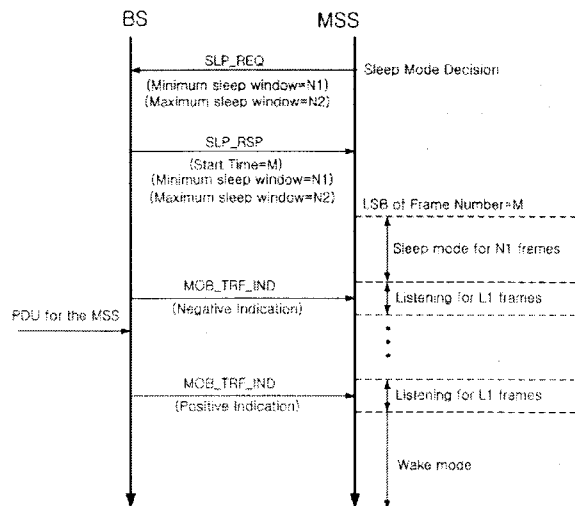 BS
MSS
SLP_REQ
Sleep Mode Decision
(Minimum sleep window=N1)
(Maximum sleep window=N2)
SLP_RSP
(Start Time=M)
(Minimum sleep window=N1)
(Maximum sleep window=N2)
LSB of Frame Number=M
Sleep mode for N1 frames
MOB_TRF_IND
(Negative Indication)
Listening for L1 frames
PDU for the MSS
MOB_TRF_IND
(Positive Indication)
Listening for L1 frames
Wake mode